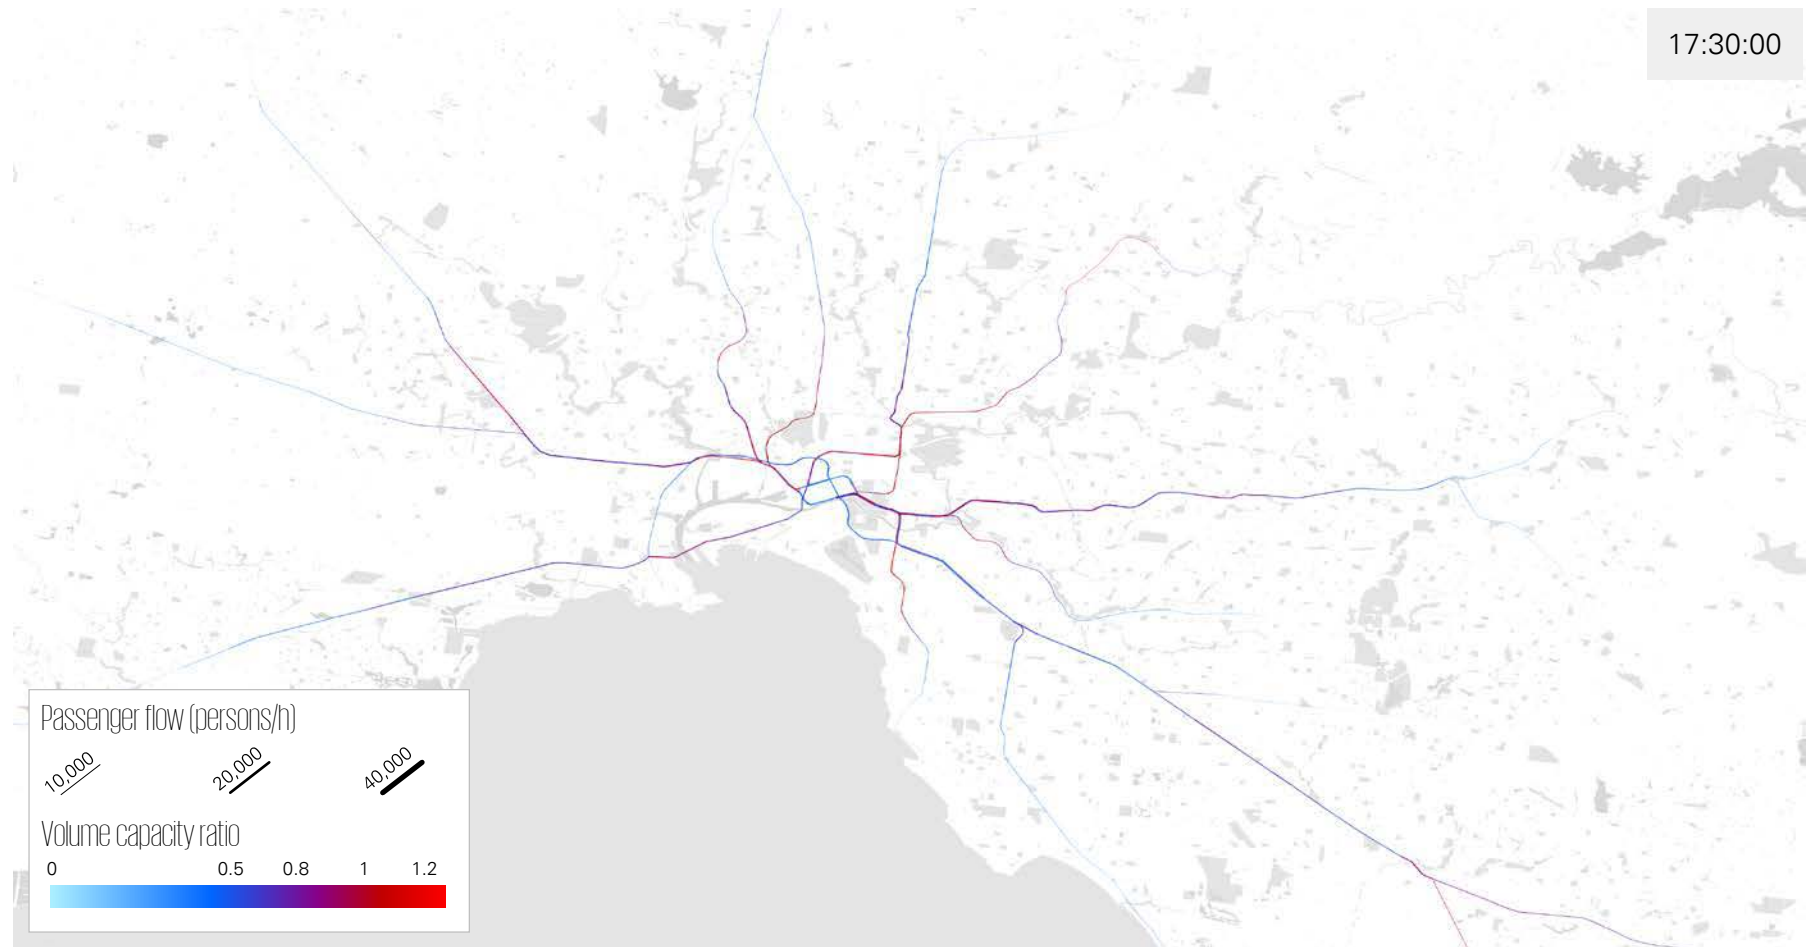 17:30:00
Passenger flow (persons/h)
10,000 20,000 40,000
Volume capacity ratio
0 0.5 0.8 1 1.2